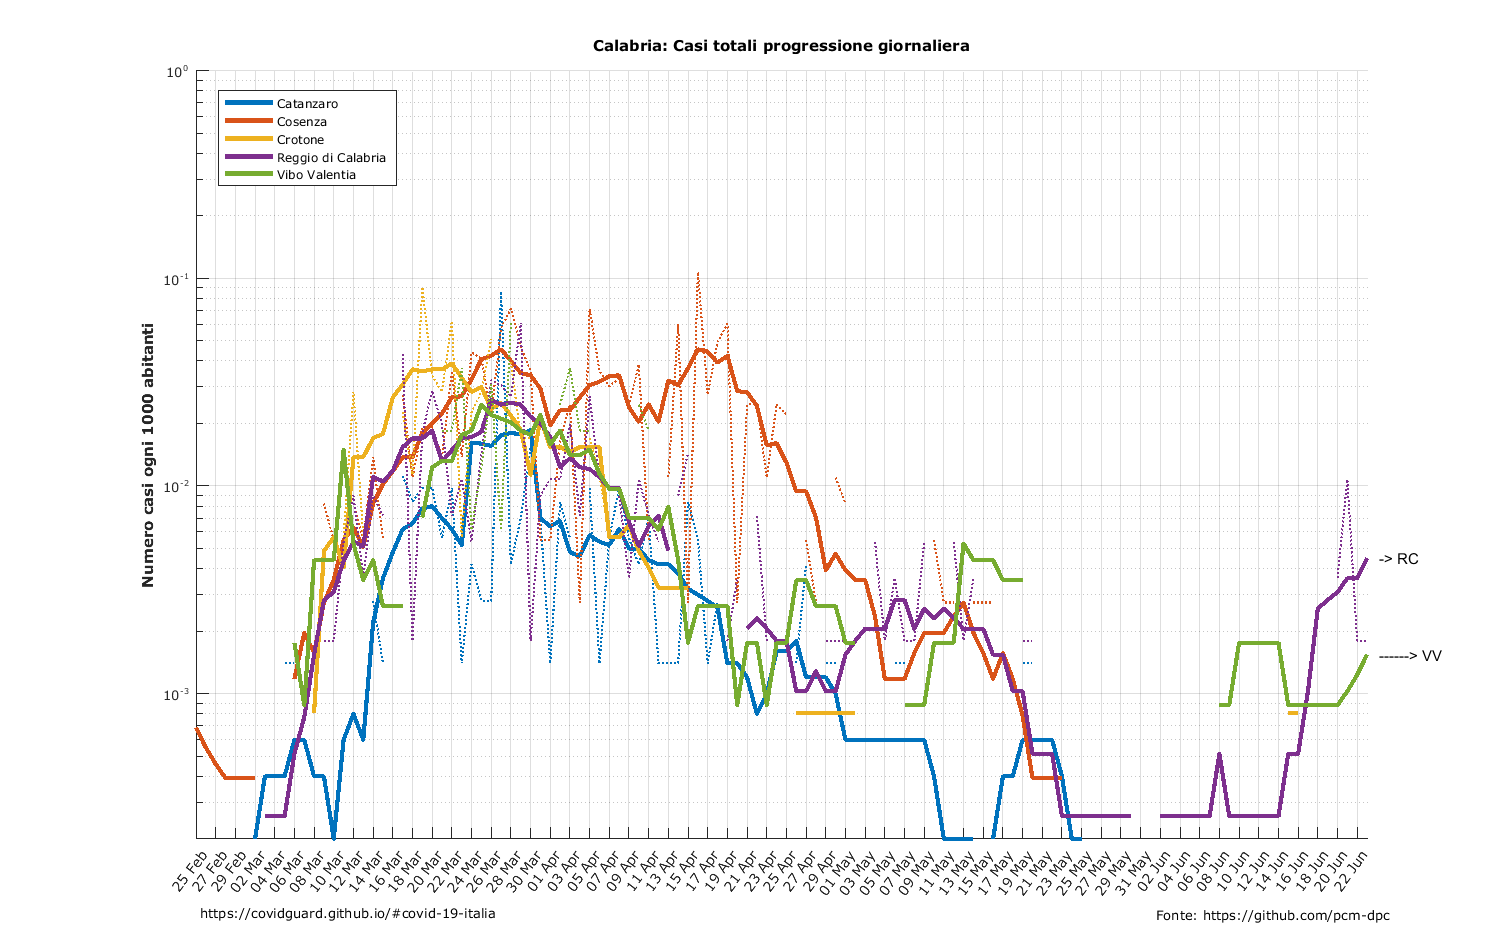 Calabria: Casi totali progressione giornaliera
10⁰
Catanzaro
Cosenza
Crotone
Reggio di Calabria
Vibo Valentia
10⁻¹
Numero casi ogni 1000 abitanti
10⁻²
-> RC
------> VV
10⁻³
25 Feb
27 Feb
29 Feb
02 Mar
04 Mar
06 Mar
08 Mar
10 Mar
12 Mar
14 Mar
16 Mar
18 Mar
20 Mar
22 Mar
24 Mar
26 Mar
28 Mar
30 Mar
01 Apr
03 Apr
05 Apr
07 Apr
09 Apr
11 Apr
13 Apr
15 Apr
17 Apr
19 Apr
21 Apr
23 Apr
25 Apr
27 Apr
29 Apr
01 May
03 May
05 May
07 May
09 May
11 May
13 May
15 May
17 May
19 May
21 May
23 May
25 May
27 May
29 May
31 May
02 Jun
04 Jun
06 Jun
08 Jun
10 Jun
12 Jun
14 Jun
16 Jun
18 Jun
20 Jun
22 Jun
https://covidguard.github.io/#covid-19-italia
Fonte: https://github.com/pcm-dpc